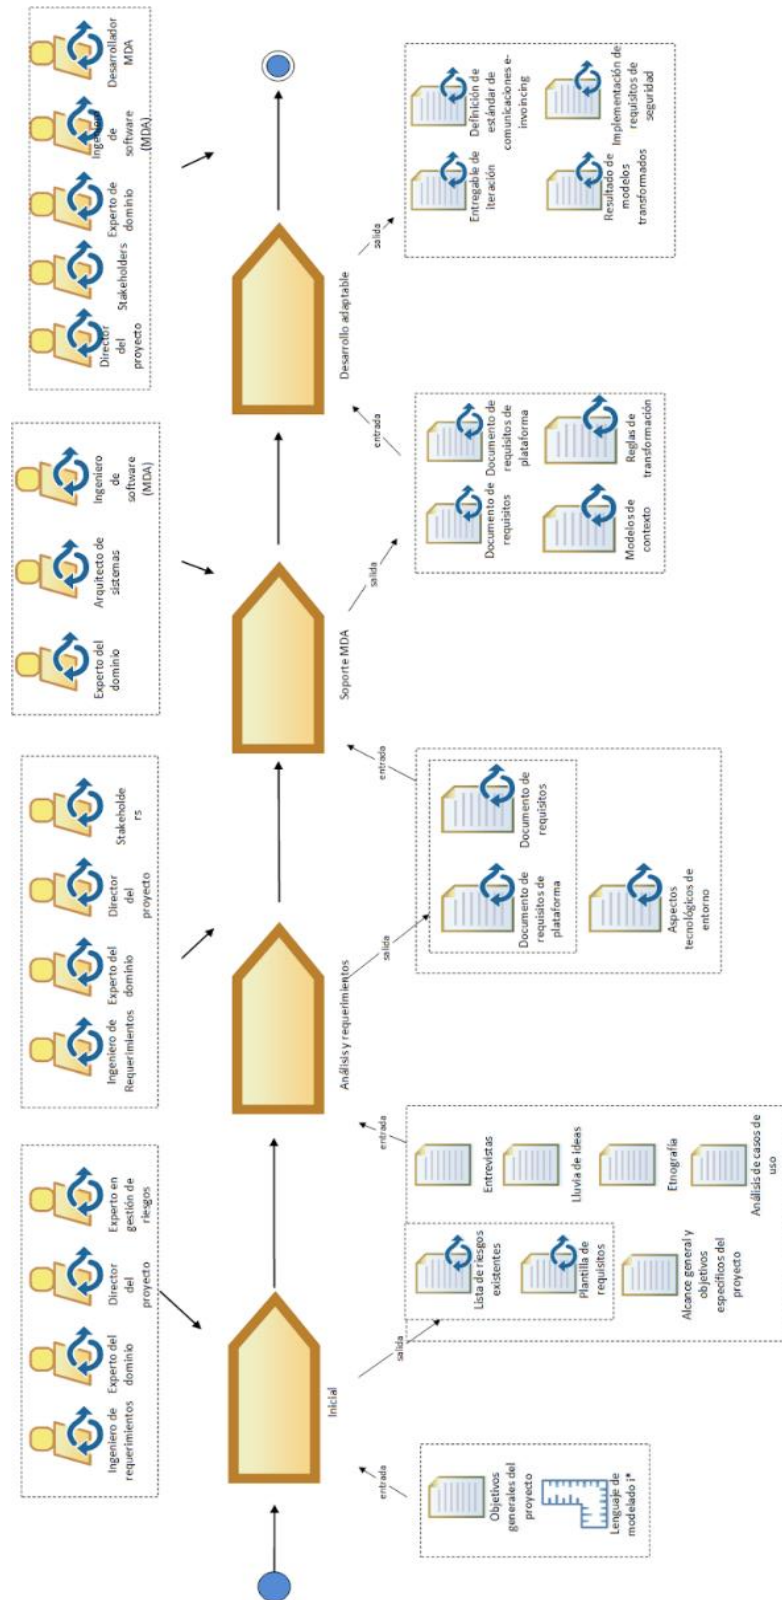 Ingeniero de
requerimientos
Experto del
dominio
Director
del
proyecto
Experto en
gestión de
riesgos
Ingeniero de
Requerimientos
Experto del
dominio
Director
del
proyecto
Stakeholde
rs
Experto del
dominio
Arquitecto de
sistemas
Ingeniero
de
software
(MDA)
Director
del
proyecto
Stakeholders
Experto de
dominio
Ingeniero
de
software
(MDA)
Desarrollador
MDA
Inicial
Análisis y requerimientos
Soporte MDA
Desarrollo adaptable
entrada
salida
entrada
salida
entrada
salida
entrada
salida
Objetivos
generales del
proyecto
Lenguaje de
modelado i*
Lista de riesgos
existentes
Plantilla de
requisitos
Alcance general y
objetivos
específicos del
proyecto
Entrevistas
Lluvia de ideas
Etnografía
Análisis de casos de
uso
Documento de
requisitos de
plataforma
Documento de
requisitos
Aspectos
tecnológicos de
entorno
Documento de
requisitos
Documento de
requisitos de
plataforma
Modelos de
contexto
Reglas de
transformación
Entregable de
iteración
Definición de
estándar de
comunicaciones e-
invoincing
Resultado de
modelos
transformados
Implementación de
requisitos de
seguridad